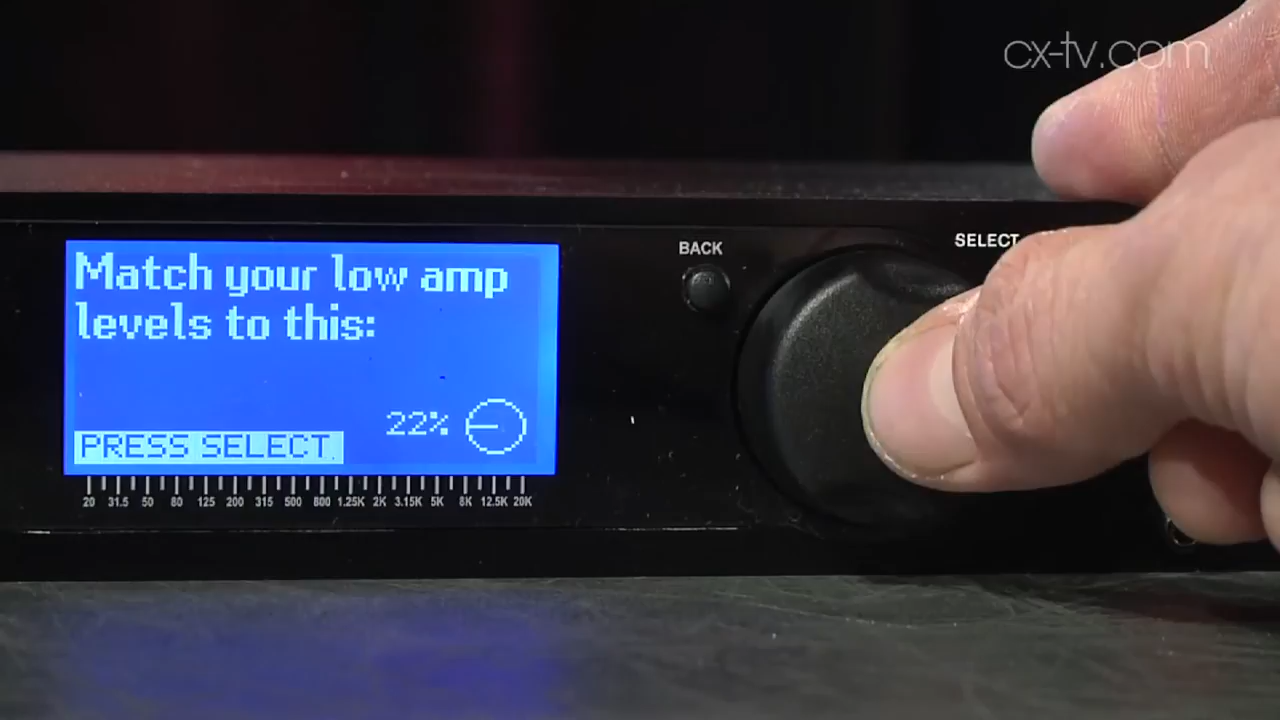 cx-tv.com
BACK
SELECT
Match your low amp
levels to this:
22%
PRESS SELECT
20 31.5 50 80 125 200 315 500 800 1.25K 2K 3.15K 5K 8K 12.5K 20K